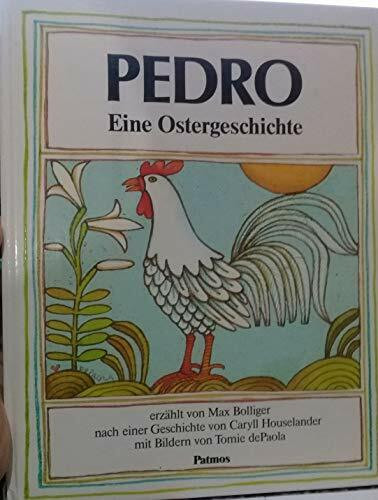 PEDRO
Eine Ostergeschichte
erzählt von Max Bolliger
nach einer Geschichte von Caryll Houselander
mit Bildern von Tomie dePaola
Patmos